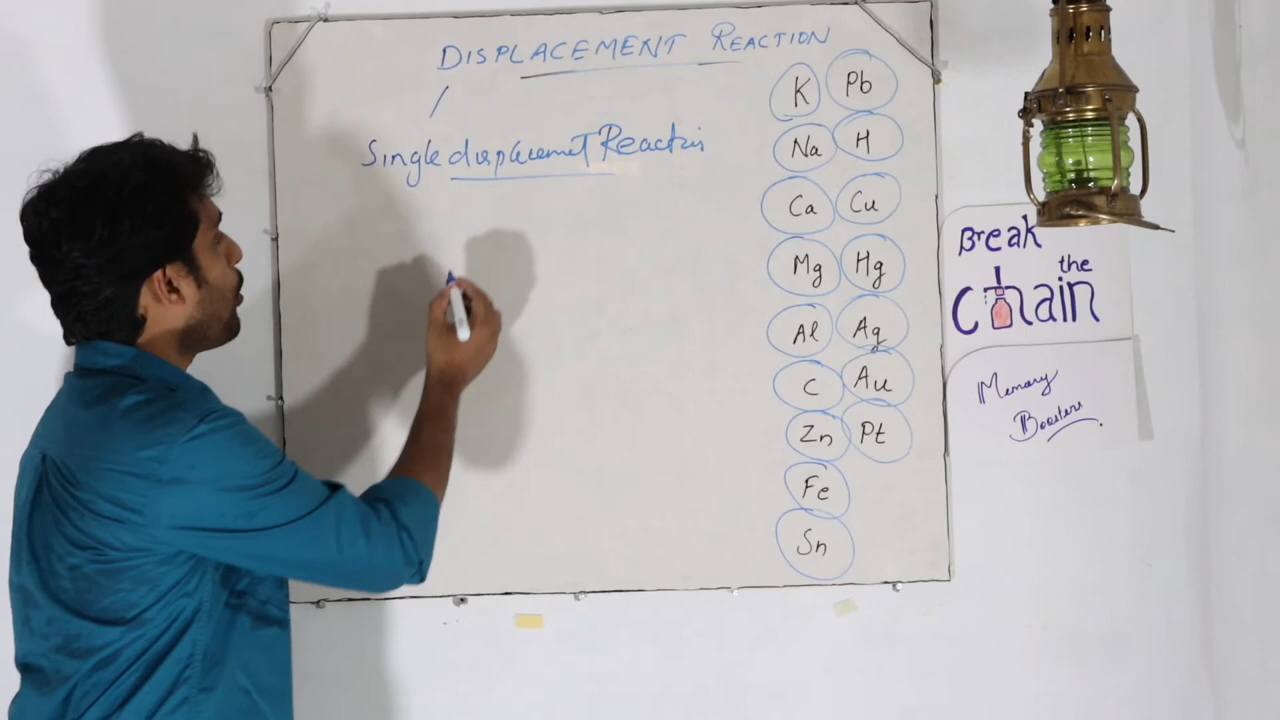 DISPLACEMENT REACTION
Single displacement Reaction
K Pb
Na H
Ca Cu
Mg Hg
Al Ag
C Au
Zn Pt
Fe
Sn
Break
the
Chain
Memory
Boosters